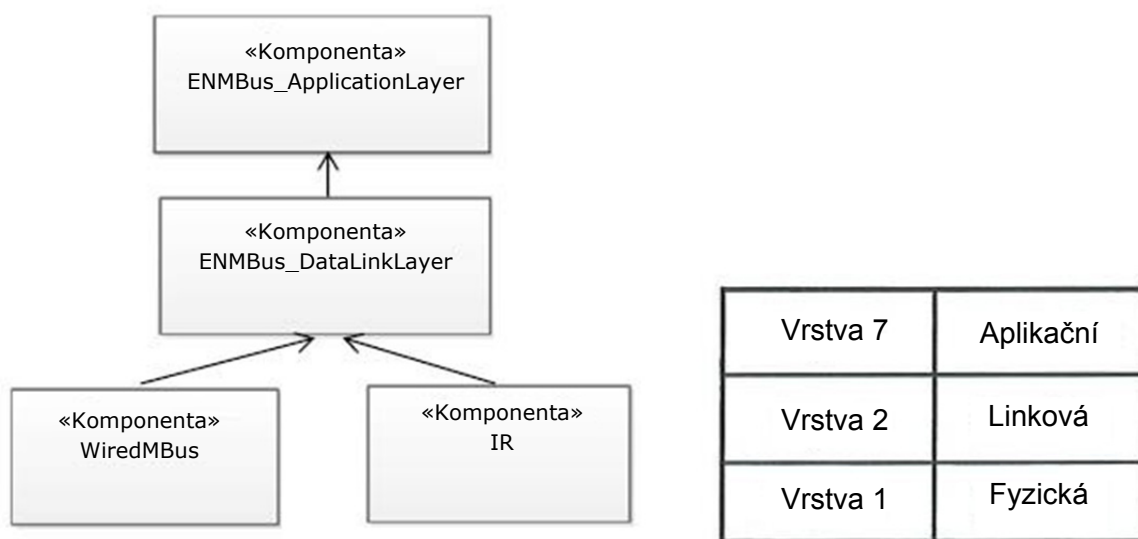 «Komponenta»
ENMBus_ApplicationLayer
«Komponenta»
ENMBus_DataLinkLayer
«Komponenta»
WiredMBus
«Komponenta»
IR
Vrstva 7 Aplikační
Vrstva 2 Linková
Vrstva 1 Fyzická